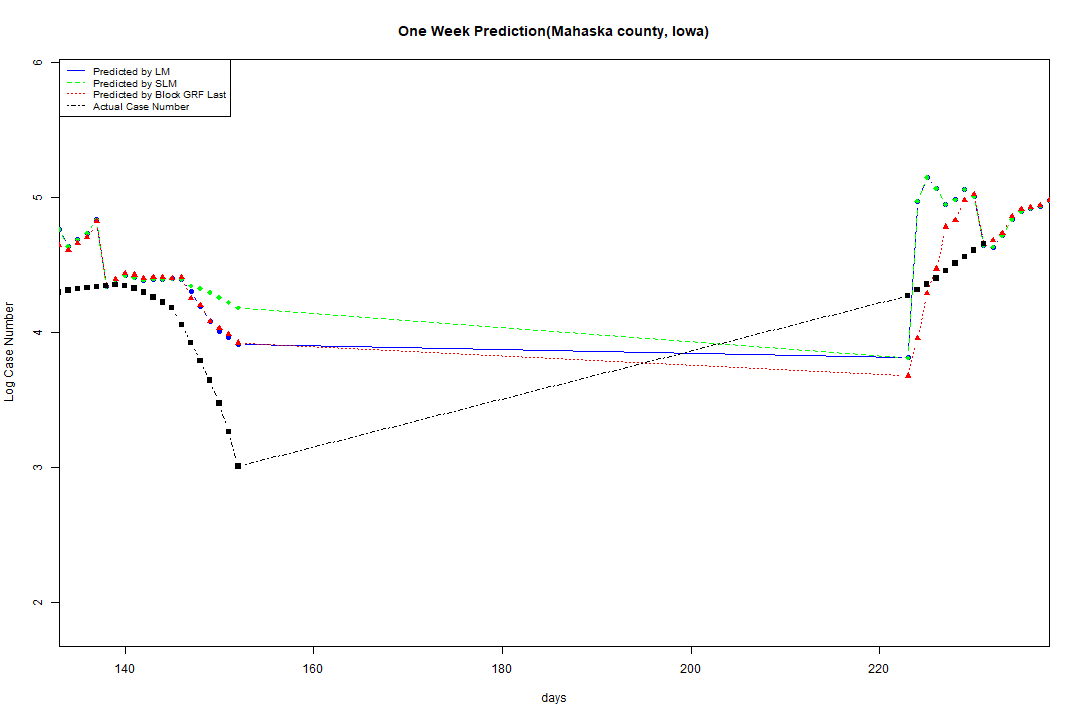 One Week Prediction(Mahaska county, Iowa)
Predicted by LM
Predicted by SLM
Predicted by Block GRF Last
Actual Case Number
6
5
4
3
2
Log Case Number
140 160 180 200 220
days